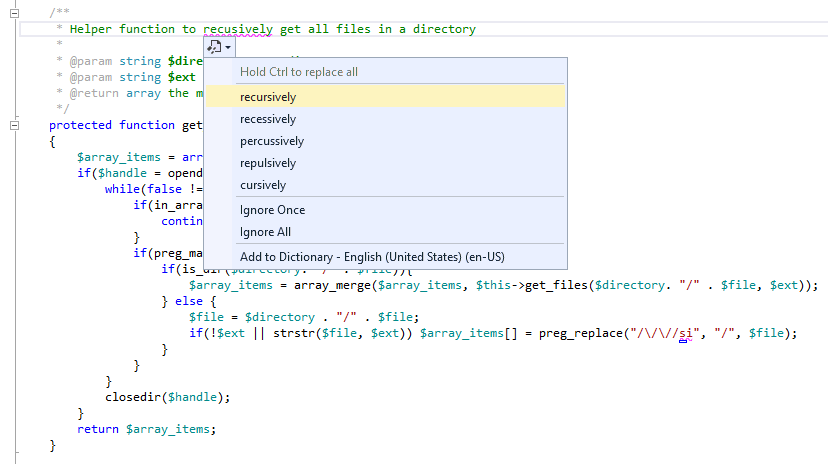 /**
* Helper function to recusively get all files in a directory
*
* @param string $dire
* @param string $ext
* @return array the m
*/
Hold Ctrl to replace all
recursively
recessively
percussively
repulsively
cursively
Ignore Once
Ignore All
Add to Dictionary - English (United States) (en-US)
protected function get
{
$array_items = arr
if($handle = opend
while(false !=
if(in_arra
contin
}
if(preg_ma
if(is_dir($directory. "/" . $file)){
$array_items = array_merge($array_items, $this->get_files($directory. "/" . $file, $ext));
} else {
$file = $directory . "/" . $file;
if(!$ext || strstr($file, $ext)) $array_items[] = preg_replace("/\/\//si", "/", $file);
}
}
}
closedir($handle);
}
return $array_items;
}